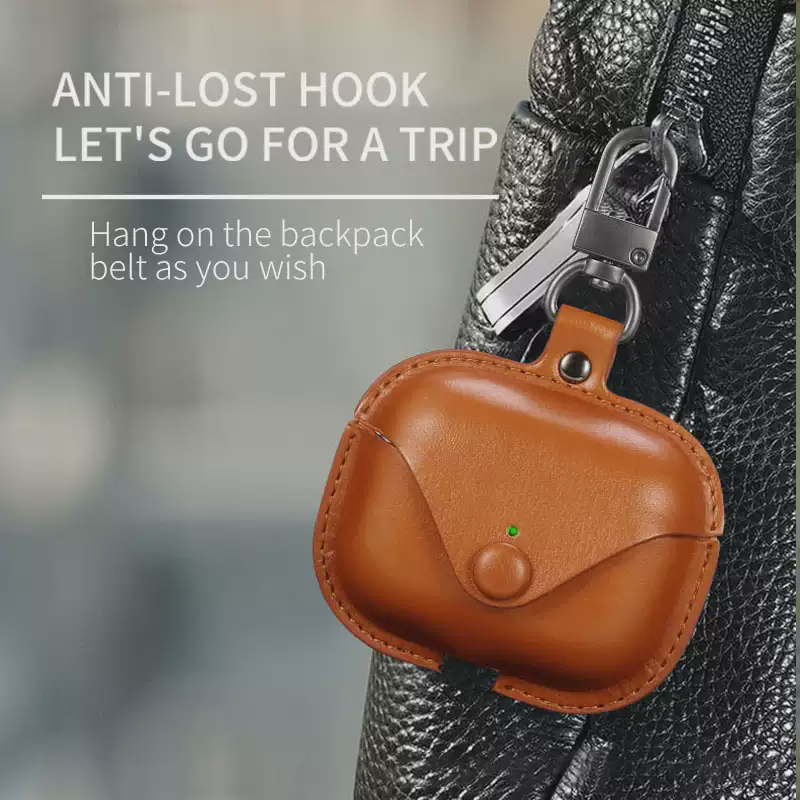 ANTI-LOST HOOK
LET'S GO FOR A TRIP
Hang on the backpack
belt as you wish